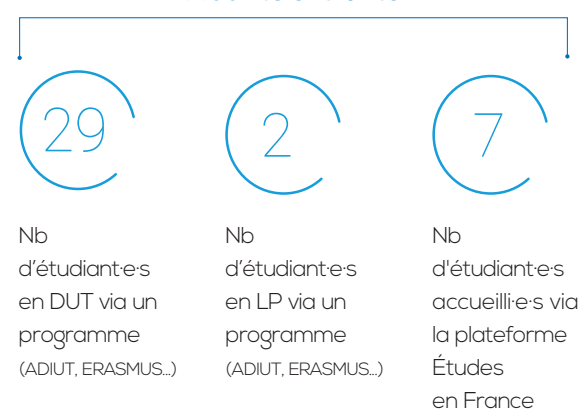 29
Nb
d’étudiant·e·s
en DUT via un
programme
(ADIUT, ERASMUS...)
2
Nb
d’étudiant·e·s
en LP via un
programme
(ADIUT, ERASMUS...)
7
Nb
d'étudiant·e·s
accueilli·e·s via
la plateforme
Études
en France